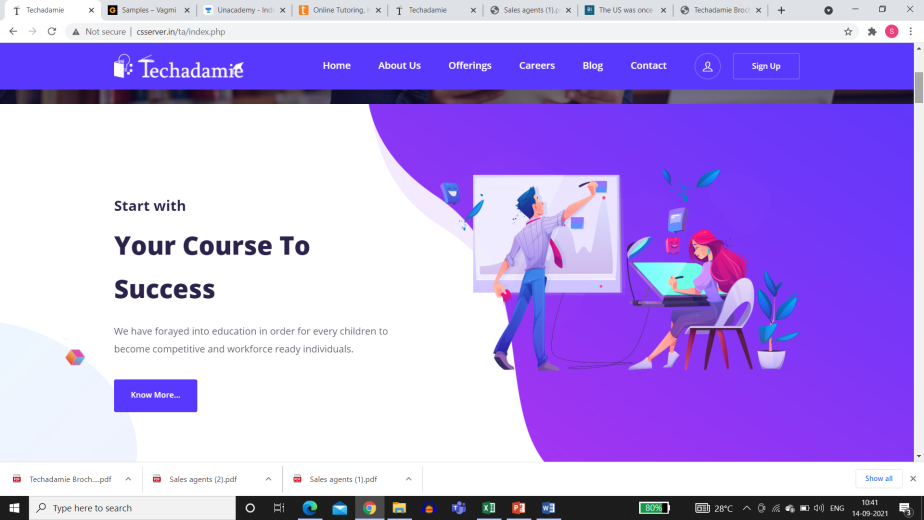 Techadamie
Samples – Vagmi
Unacademy - Indi
Online Tutoring, H
Techadamie
Sales agents (1).p
The US was once
Techadamie Broch
Not secure
csserver.in/ta/index.php
S
Techadamie
Home
About Us
Offerings
Careers
Blog
Contact
Sign Up
Start with
Your Course To
Success
We have forayed into education in order for every children to
become competitive and workforce ready individuals.
Know More...
Techadamie Broch....pdf
Sales agents (2).pdf
Sales agents (1).pdf
Show all
Type here to search
80%
28°C
ENG
10:41
14-09-2021
3